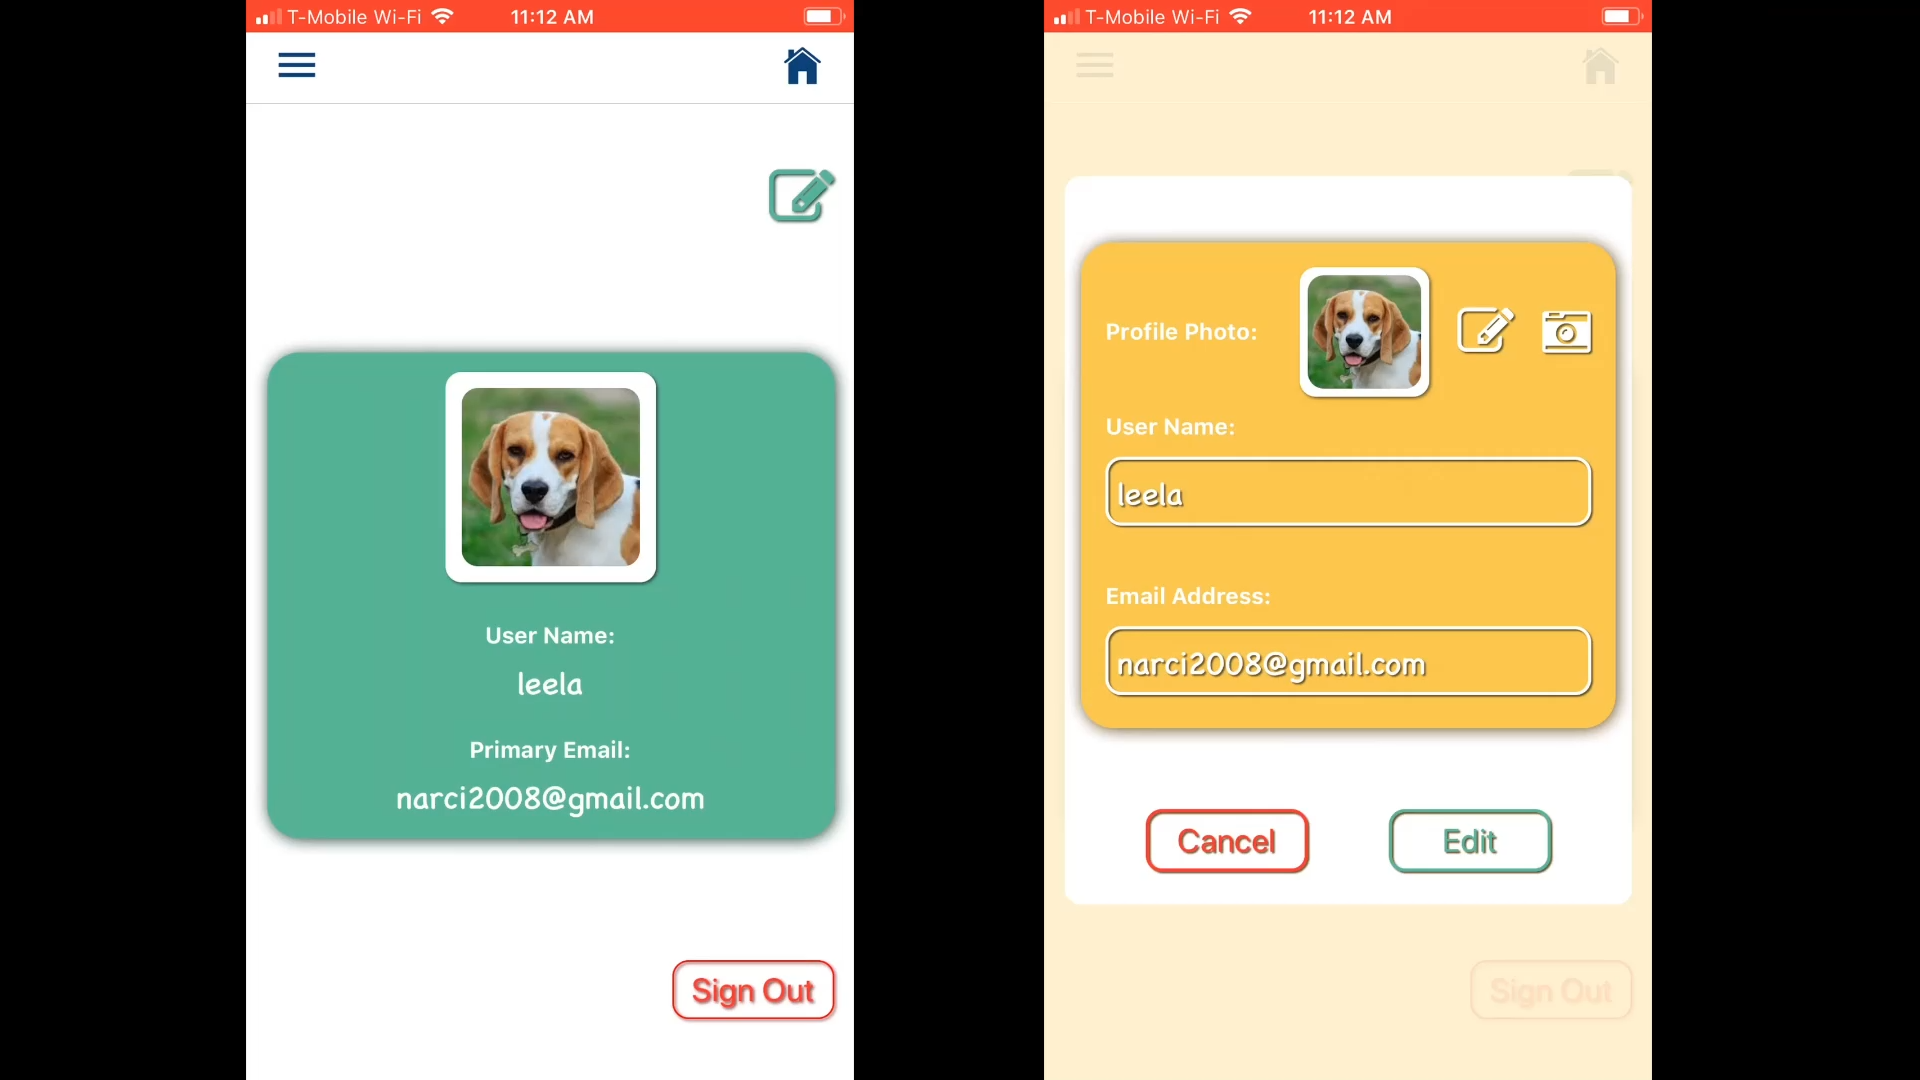 T-Mobile Wi-Fi 11:12 AM
User Name:
leela
Primary Email:
narci2008@gmail.com
Sign Out
T-Mobile Wi-Fi 11:12 AM
Profile Photo:
User Name:
leela
Email Address:
narci2008@gmail.com
Cancel Edit
Sign Out